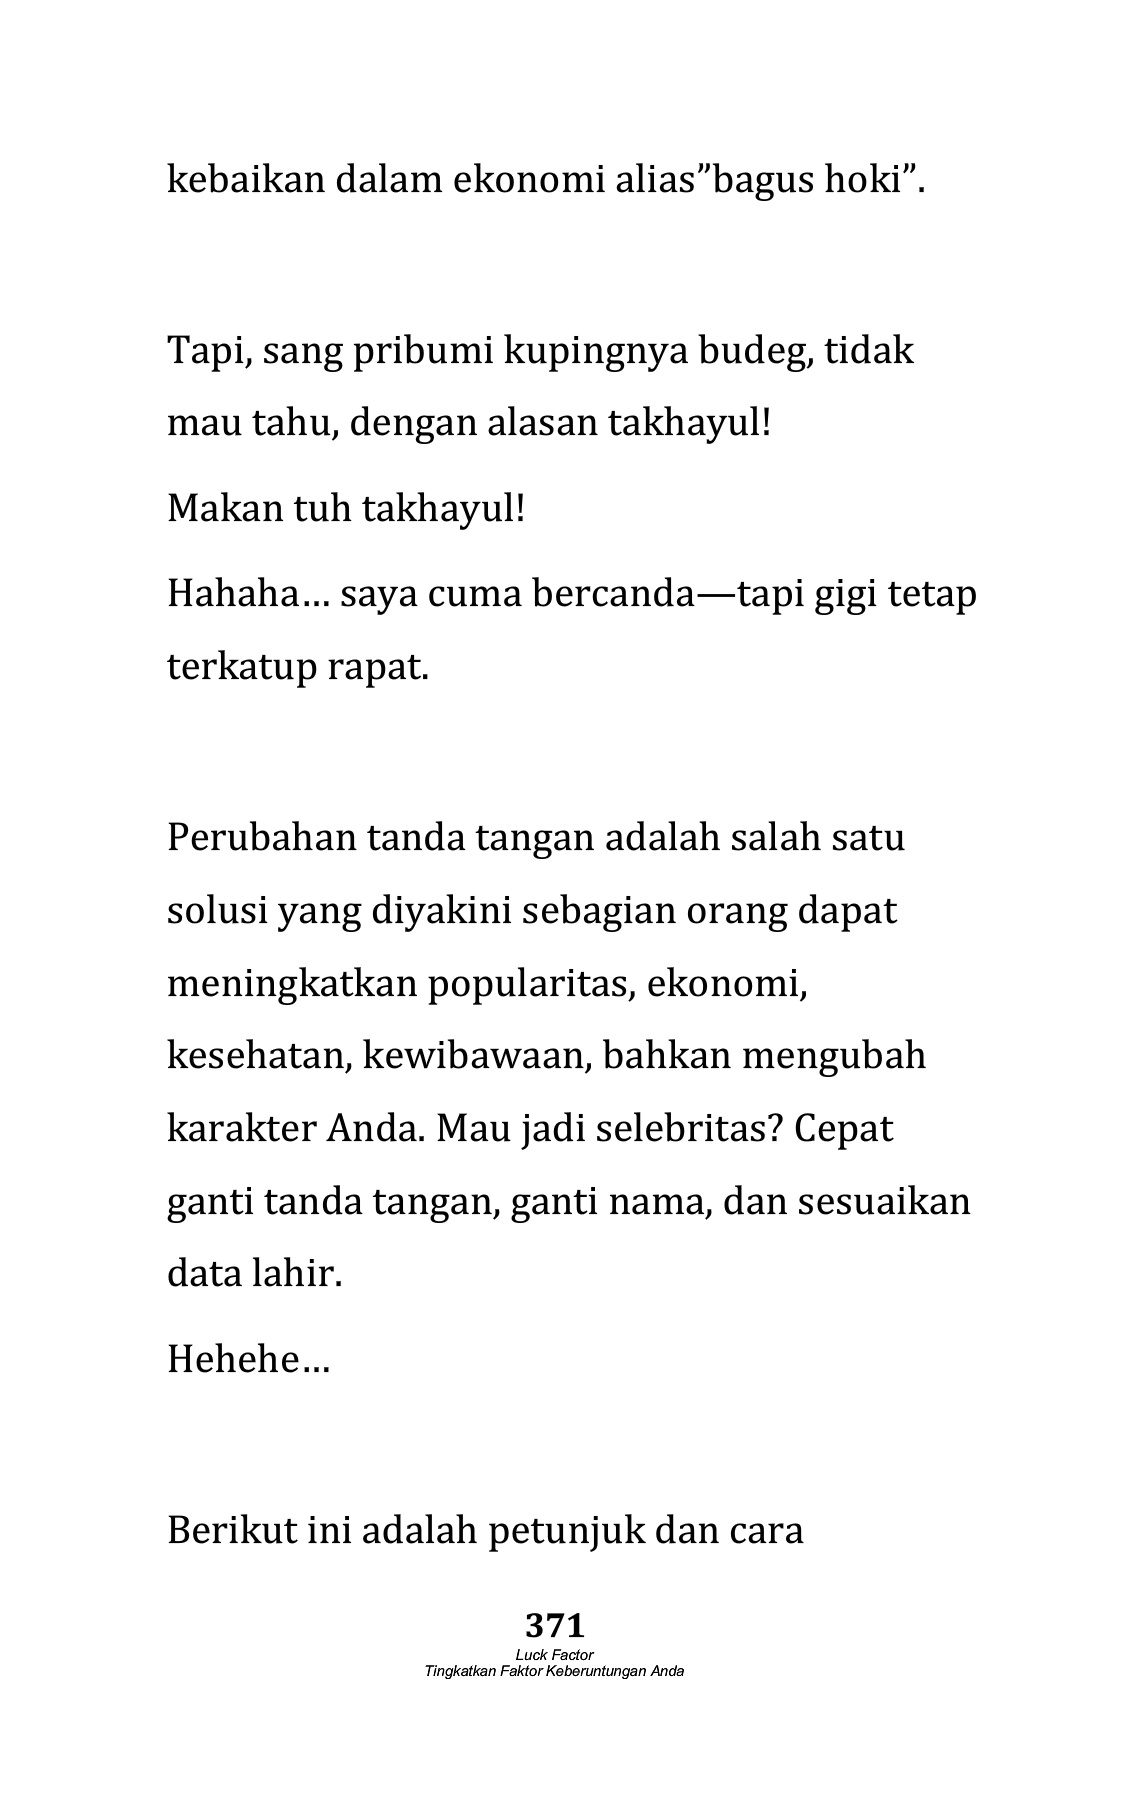 kebaikan dalam ekonomi alias”bagus hoki”.
Tapi, sang pribumi kupingnya budeg, tidak
mau tahu, dengan alasan takhayul!
Makan tuh takhayul!
Hahaha… saya cuma bercanda—tapi gigi tetap
terkatup rapat.
Perubahan tanda tangan adalah salah satu
solusi yang diyakini sebagian orang dapat
meningkatkan popularitas, ekonomi,
kesehatan, kewibawaan, bahkan mengubah
karakter Anda. Mau jadi selebritas? Cepat
ganti tanda tangan, ganti nama, dan sesuaikan
data lahir.
Hehehe…
Berikut ini adalah petunjuk dan cara
371
Luck Factor
Tingkatkan Faktor Keberuntungan Anda